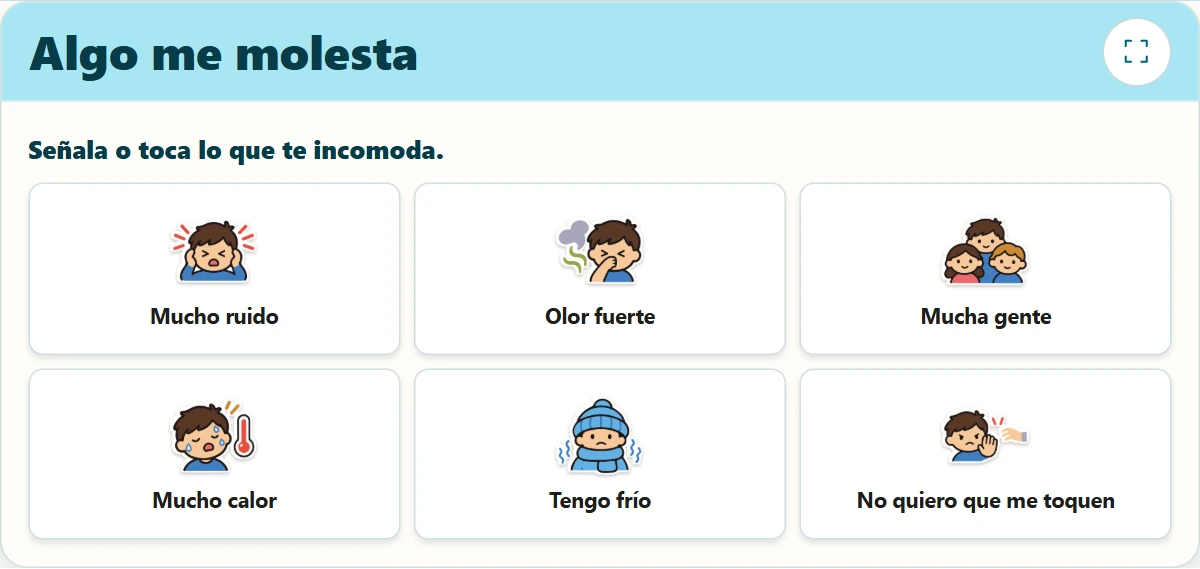 Algo me molesta
Señala o toca lo que te incomoda.
Mucho ruido
Olor fuerte
Mucha gente
Mucho calor
Tengo frío
No quiero que me toquen